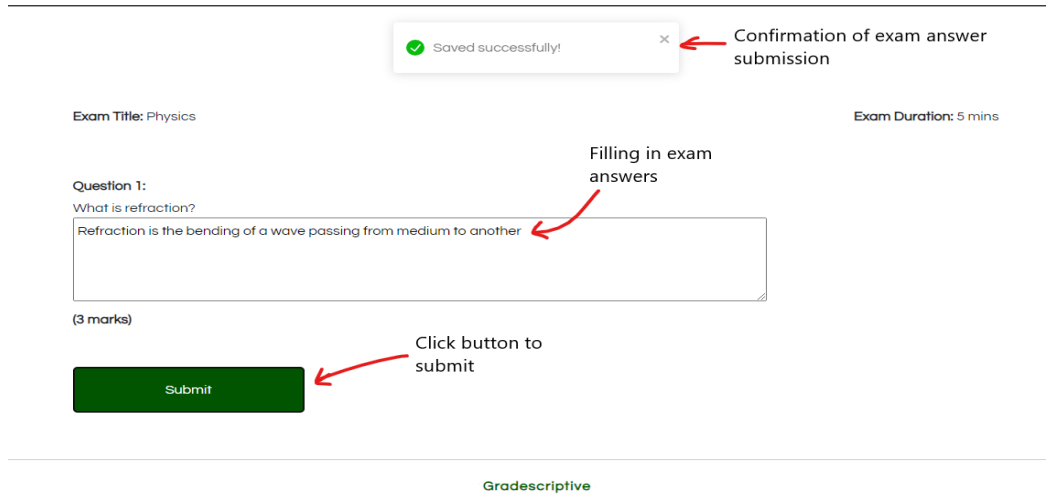 Saved successfully!
×
Confirmation of exam answer
submission
Exam Title: Physics
Exam Duration: 5 mins
Filling in exam
answers
Question 1:
What is refraction?
Refraction is the bending of a wave passing from medium to another
(3 marks)
Click button to
submit
Submit
Gradescriptive